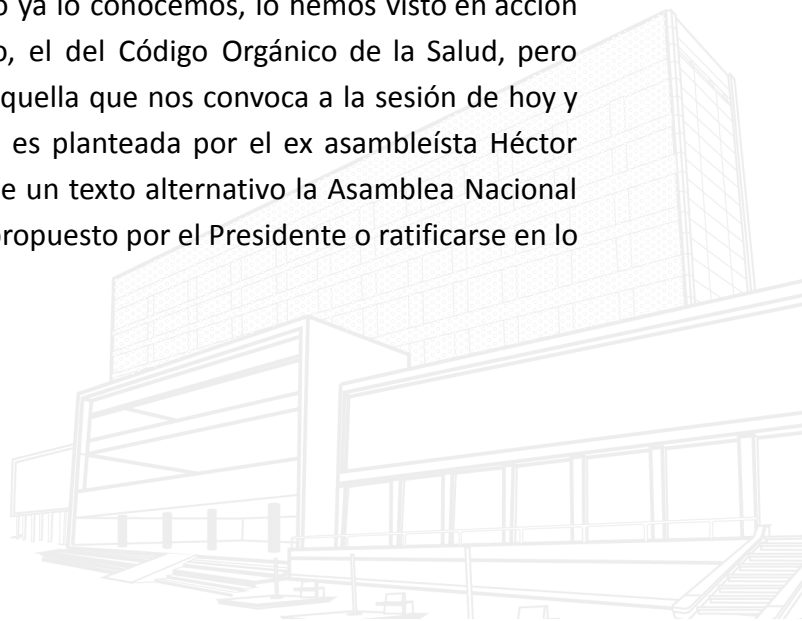 o ya lo conocemos, lo hemos visto en acción
o, el del Código Orgánico de la Salud, pero
quella que nos convoca a la sesión de hoy y
es planteada por el ex asambleísta Héctor
e un texto alternativo la Asamblea Nacional
propuesto por el Presidente o ratificarse en lo